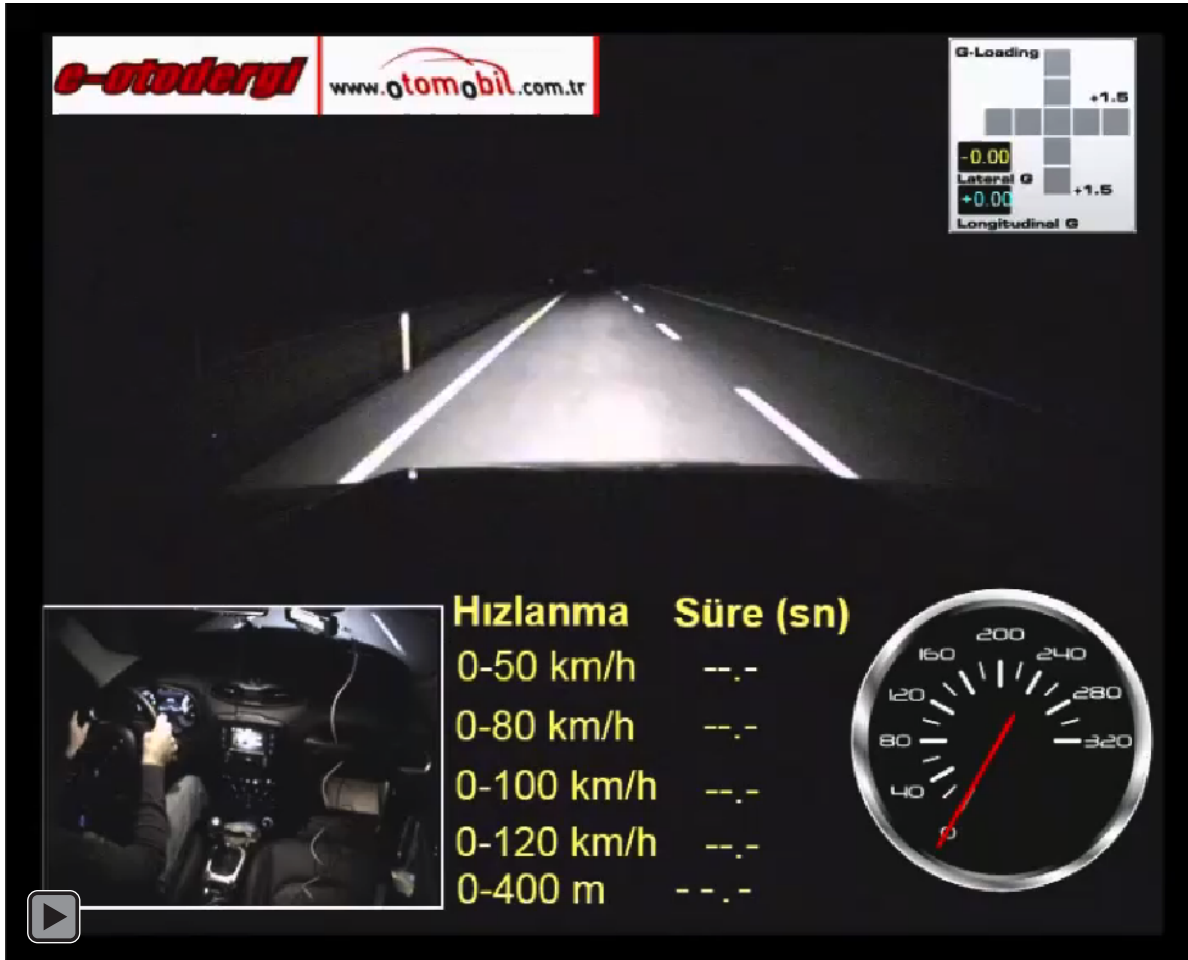 e-otodergi
www.otomobil.com.tr
G-Loading
+1.5
-0.00
Lateral G
+0.00
+1.5
Longitudinal G
Hızlanma Süre (sn)
0-50 km/h --.-
0-80 km/h --.-
0-100 km/h --.-
0-120 km/h --.-
0-400 m --.-
200
160 240
120 280
80 320
40
0